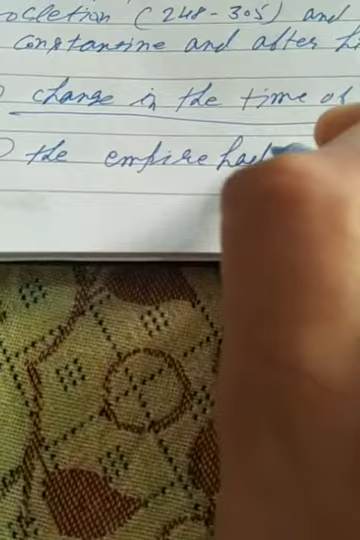 ocletion (248-305) and
Constantine and after h
change in the time of
the empire had